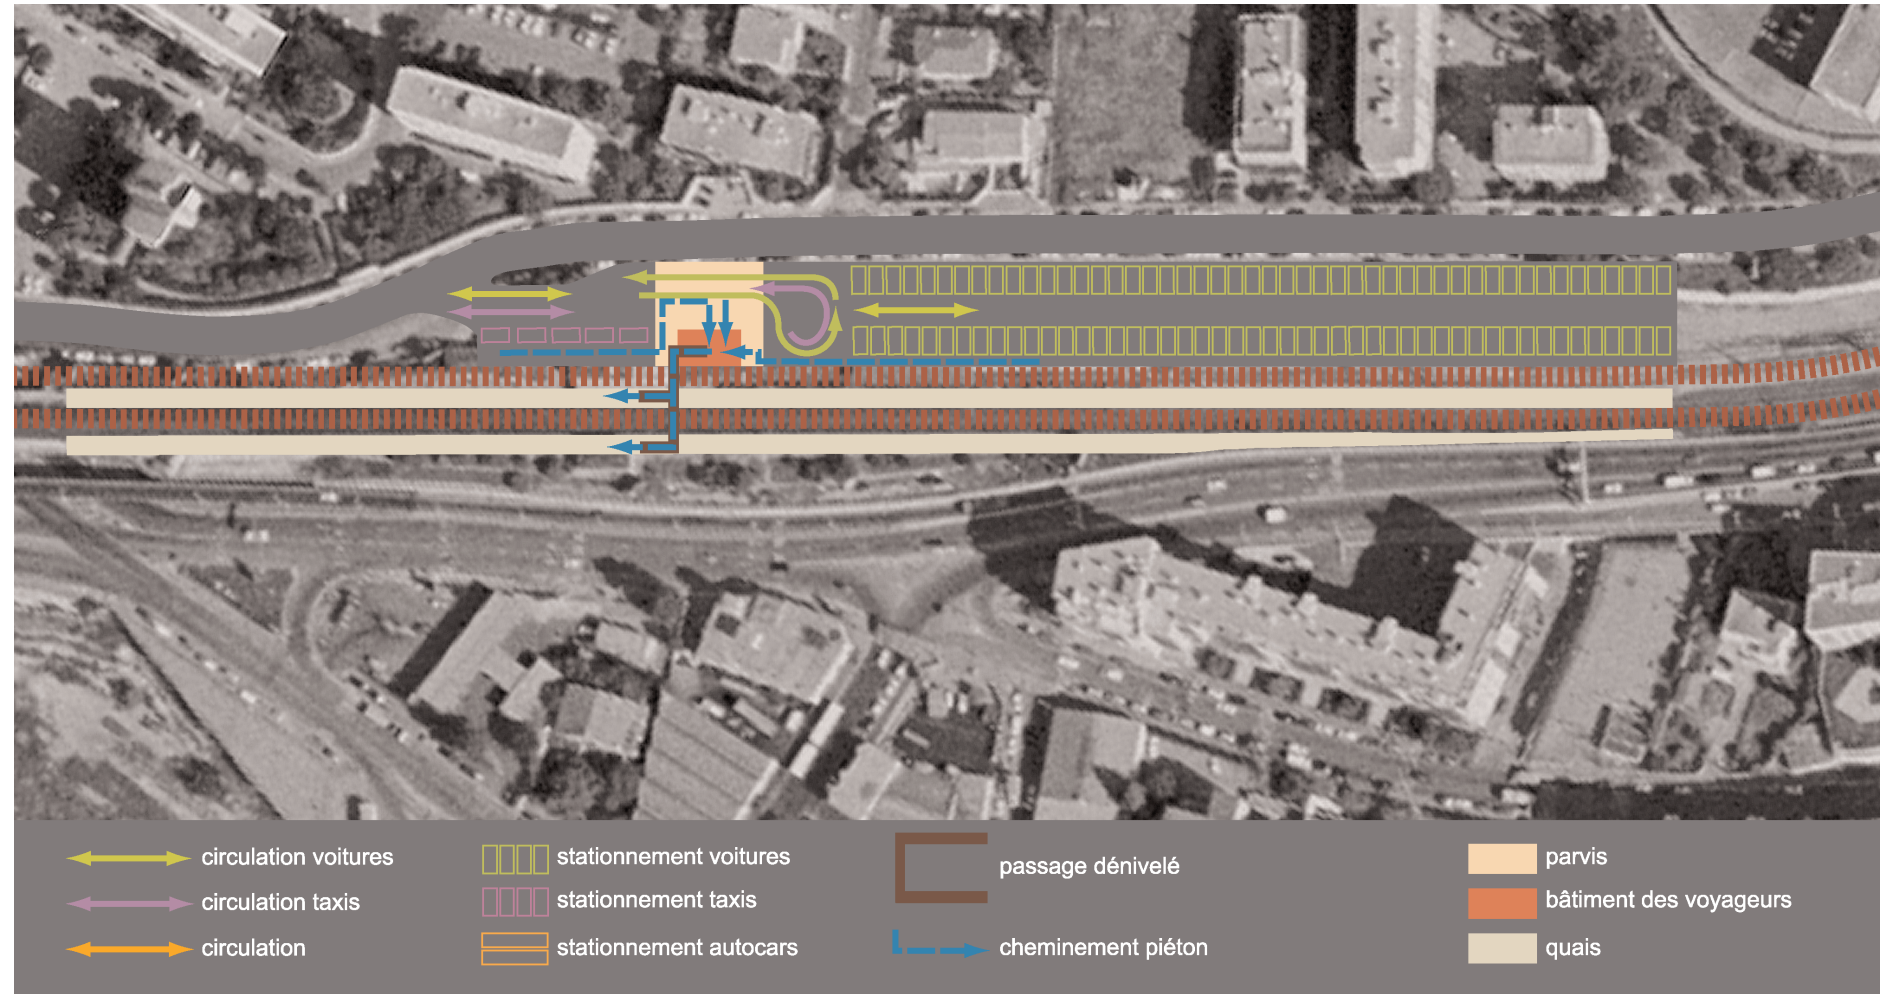 circulation voitures
circulation taxis
circulation
stationnement voitures
stationnement taxis
stationnement autocars
passage dénivelé
cheminement piéton
parvis
bâtiment des voyageurs
quais